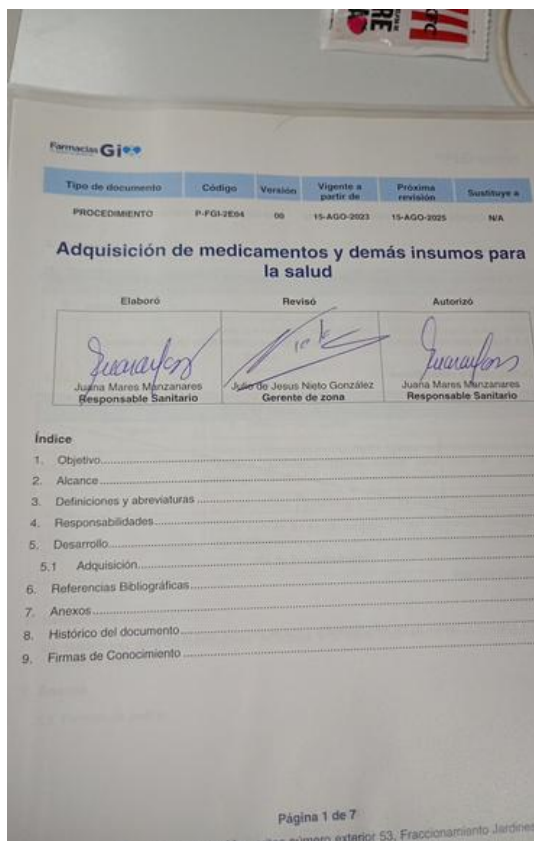 RE
KFC
Farmacias Gi
Tipo de documento Código Versión Vigente a partir de Próxima revisión Sustituye a
PROCEDIMIENTO P-FGI-2E04 00 15-AGO-2023 15-AGO-2025 N/A
Adquisición de medicamentos y demás insumos para
la salud
Elaboró Revisó Autorizó
Juana Mares Manzanares Julio de Jesus Nieto González Juana Mares Manzanares
Responsable Sanitario Gerente de zona Responsable Sanitario
Índice
1. Objetivo
2. Alcance
3. Definiciones y abreviaturas
4. Responsabilidades
5. Desarrollo
5.1 Adquisición
6. Referencias Bibliográficas
7. Anexos
8. Histórico del documento
9. Firmas de Conocimiento
Página 1 de 7
número exterior 53, Fraccionamiento Jardines